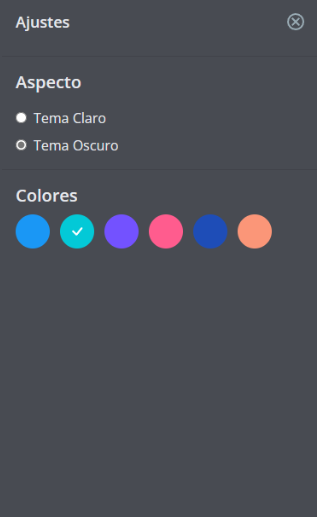 Ajustes
Aspecto
Tema Claro
Tema Oscuro
Colores